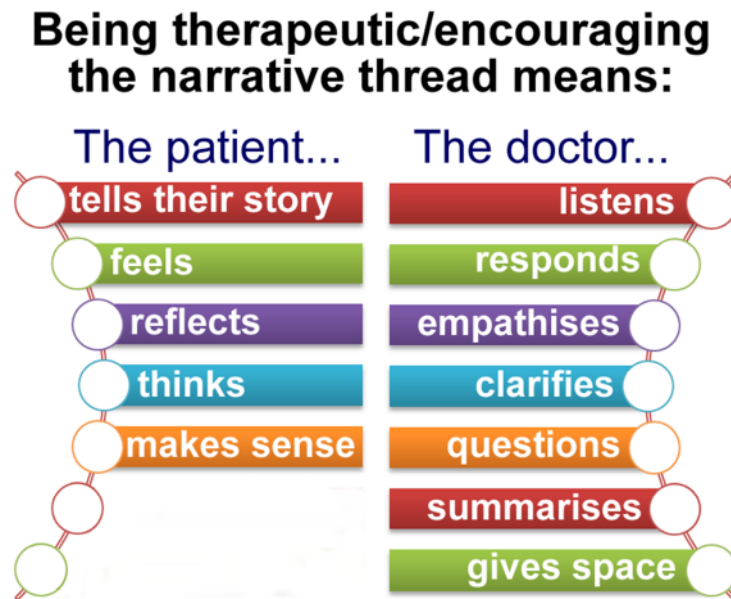 Being therapeutic/encouraging
the narrative thread means:
The patient...
tells their story
feels
reflects
thinks
makes sense
The doctor...
listens
responds
empathises
clarifies
questions
summarises
gives space